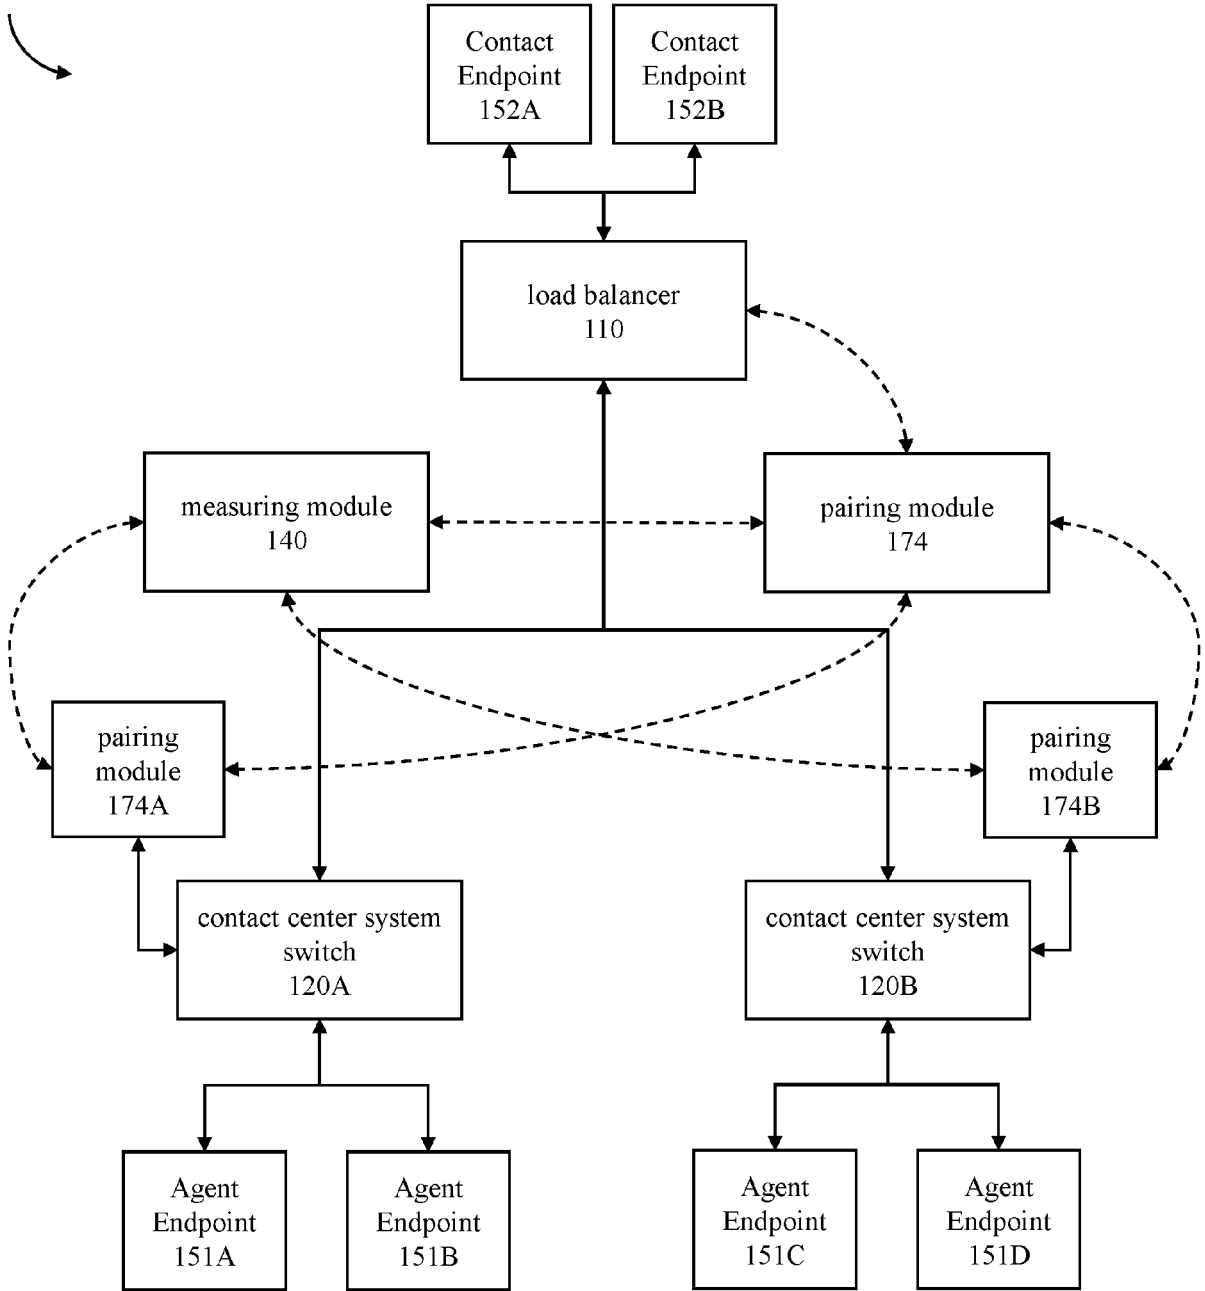 Contact
Endpoint
152A
Contact
Endpoint
152B
load balancer
110
measuring module
140
pairing module
174
pairing
module
174A
pairing
module
174B
contact center system
switch
120A
contact center system
switch
120B
Agent
Endpoint
151A
Agent
Endpoint
151B
Agent
Endpoint
151C
Agent
Endpoint
151D